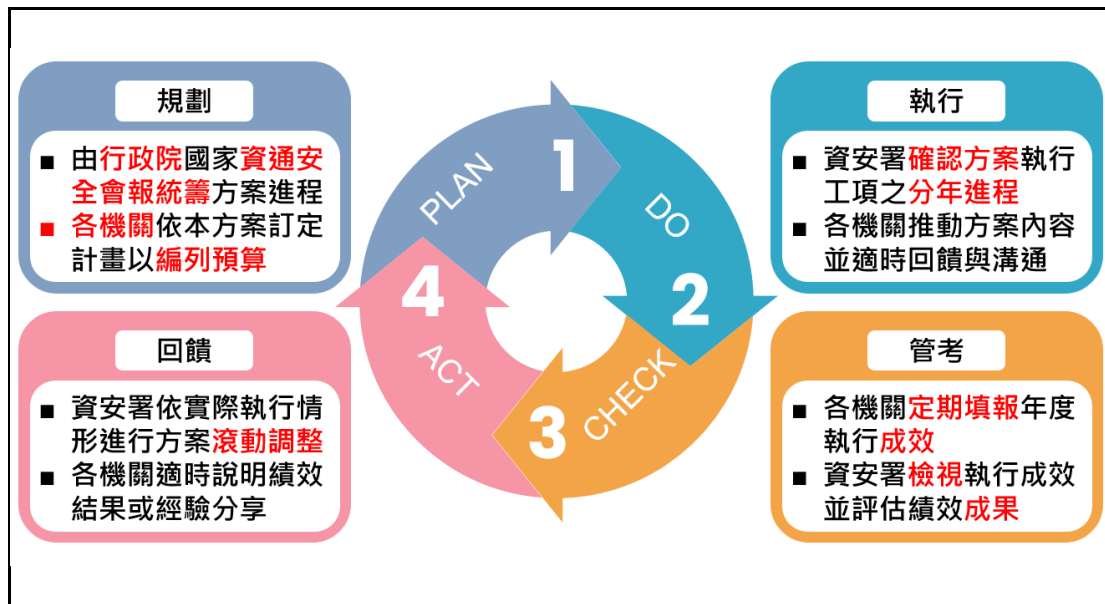 規劃
■ 由行政院國家資通安
全會報統籌方案進程
■ 各機關依本方案訂定
計畫以編列預算
執行
■ 資安署確認方案執行
工項之分年進程
■ 各機關推動方案內容
並適時回饋與溝通
PLAN
1
DO
2
CHECK
3
ACT
4
回饋
■ 資安署依實際執行情
形進行方案滾動調整
■ 各機關適時說明績效
結果或經驗分享
管考
■ 各機關定期填報年度
執行成效
■ 資安署檢視執行成效
並評估績效成果